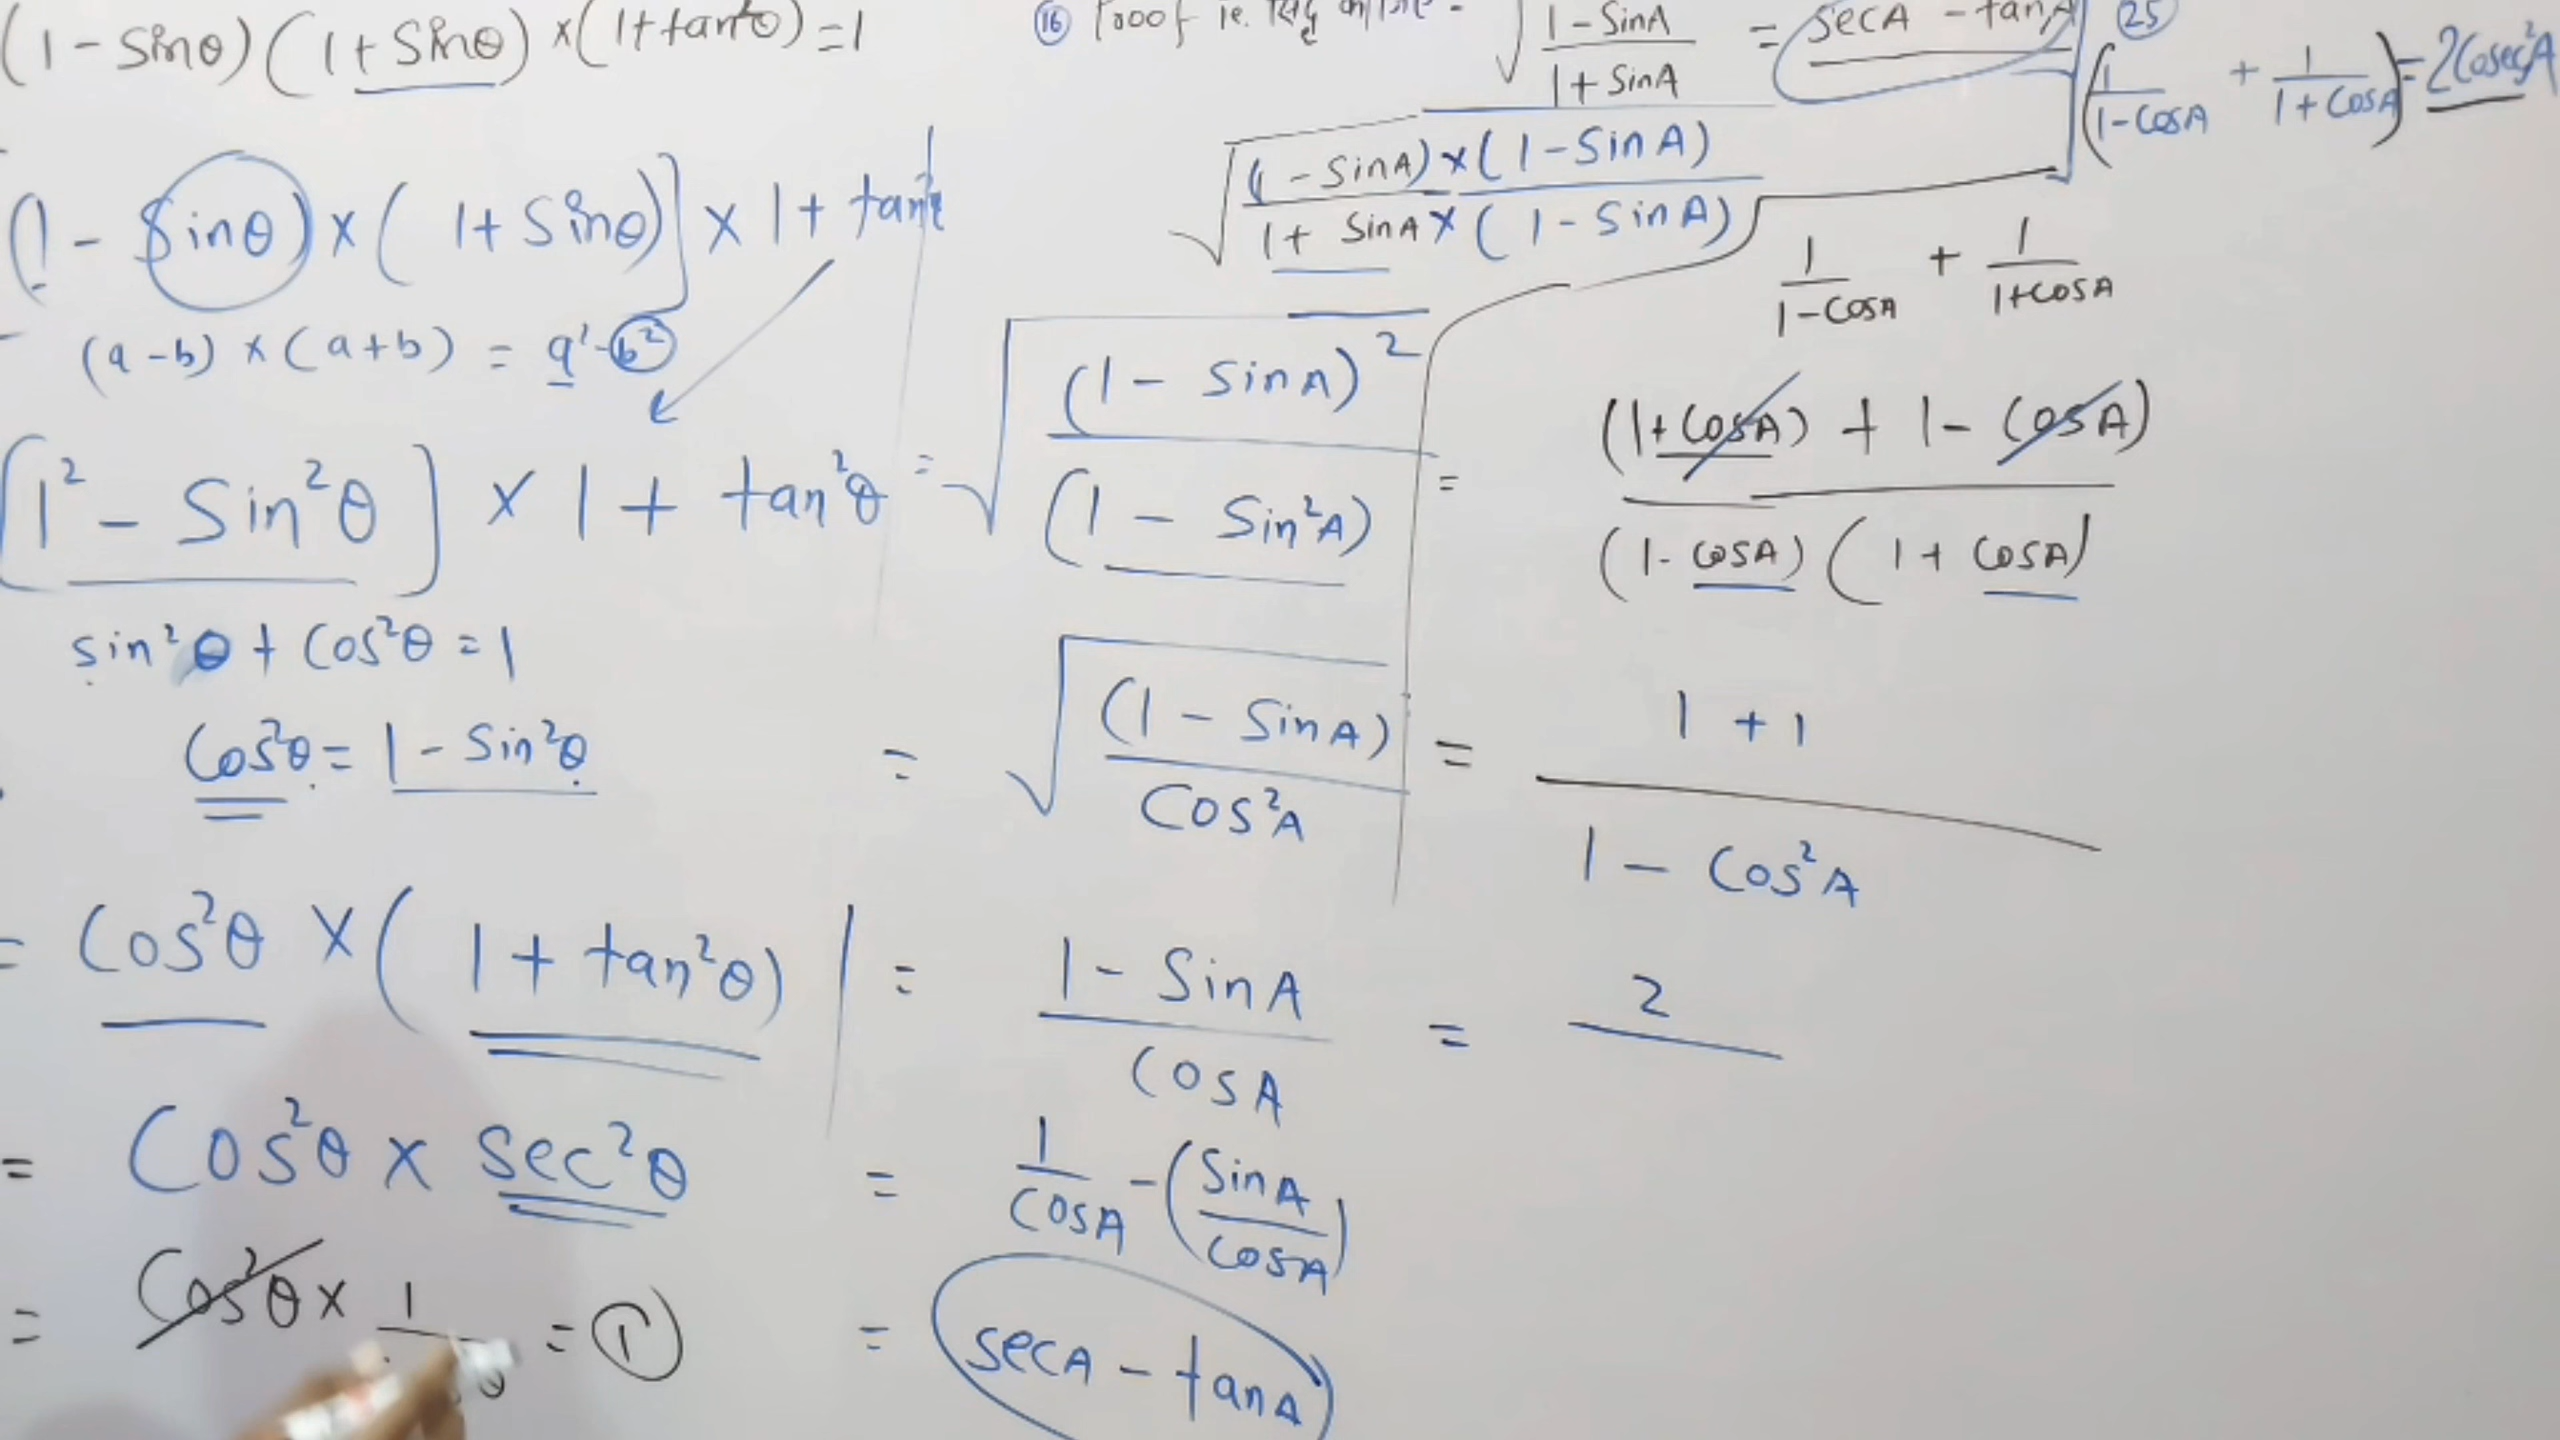 (1 - Sinθ) (1 + Sinθ) × (1 + tan²θ) = 1
(1 - Sinθ) × (1 + Sinθ)] × 1 + tan²
(a - b) × (a + b) = a² - b²
[1² - Sin²θ] × 1 + tan²θ
sin²θ + Cos²θ = 1
Cos²θ = 1 - Sin²θ
= Cos²θ × (1 + tan²θ)
= Cos²θ × Sec²θ
= Cos²θ × 1/ = 1
16 Proof ie. सिद्ध √(1 - SinA / 1 + SinA) = SecA - tanA
√((1 - SinA) × (1 - SinA) / 1 + SinA × (1 - SinA))
= √((1 - SinA)² / (1 - Sin²A))
= √((1 - SinA) / Cos²A)
= 1 - SinA / CosA
= 1/CosA - (SinA/CosA)
= SecA - tanA
25
(1/1-CosA + 1/1+CosA) = 2Cosec²A
1/1-CosA + 1/1+CosA
= (1+CosA) + 1 - CosA) / (1 - CosA) (1 + CosA)
= 1 + 1 / 1 - Cos²A
= 2/